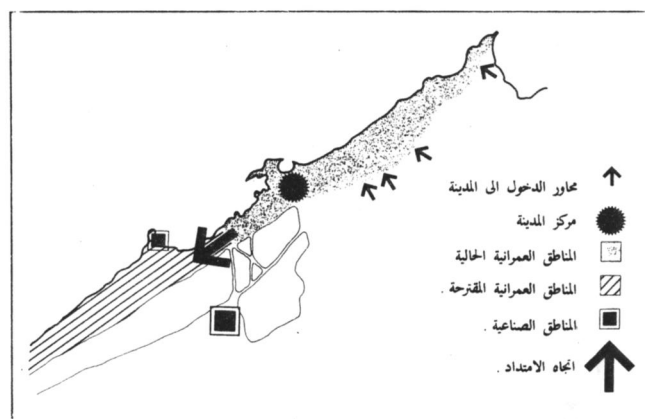 محاور الدخول الى المدينة
مركز المدينة
المناطق العمرانية الحالية
المناطق العمرانية المقترحة .
المناطق الصناعية .
اتجاه الامتداد .